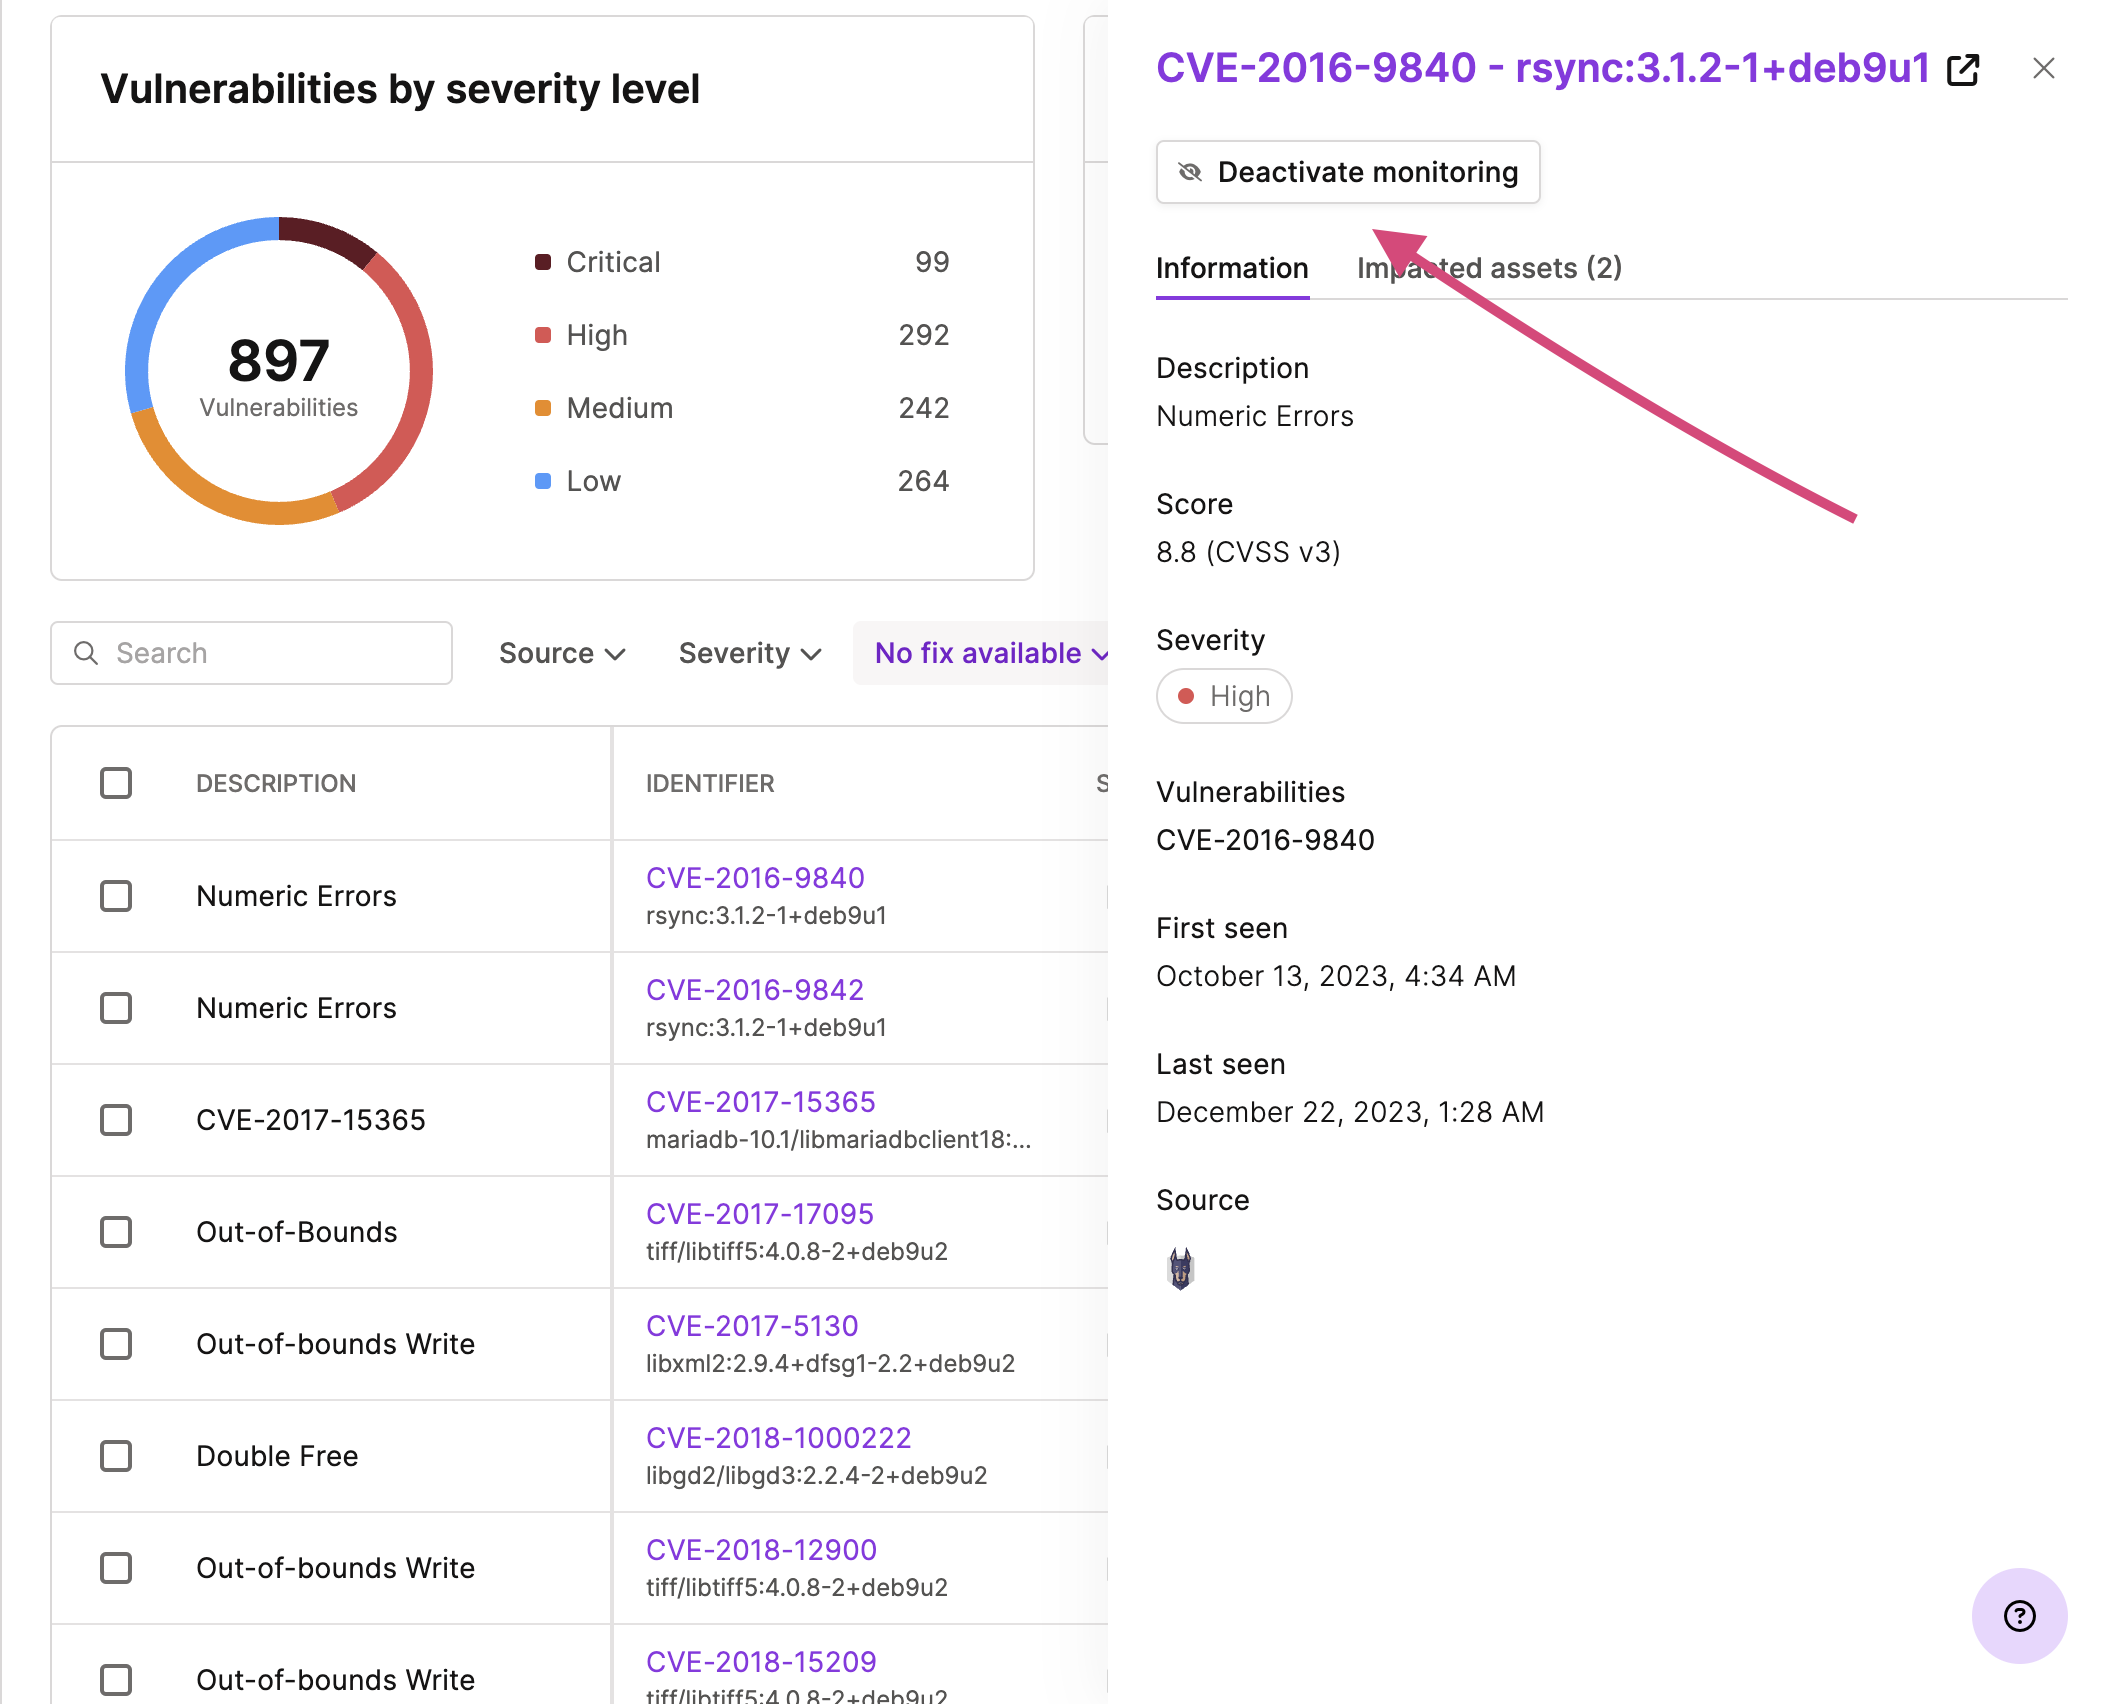 Vulnerabilities by severity level
897
Vulnerabilities
Critical 99
High 292
Medium 242
Low 264
Search
Source
Severity
No fix available
DESCRIPTION IDENTIFIER S
Numeric Errors
CVE-2016-9840
rsync:3.1.2-1+deb9u1
Numeric Errors
CVE-2016-9842
rsync:3.1.2-1+deb9u1
CVE-2017-15365
CVE-2017-15365
mariadb-10.1/libmariadbclient18:...
Out-of-Bounds
CVE-2017-17095
tiff/libtiff5:4.0.8-2+deb9u2
Out-of-bounds Write
CVE-2017-5130
libxml2:2.9.4+dfsg1-2.2+deb9u2
Double Free
CVE-2018-1000222
libgd2/libgd3:2.2.4-2+deb9u2
Out-of-bounds Write
CVE-2018-12900
tiff/libtiff5:4.0.8-2+deb9u2
Out-of-bounds Write
CVE-2018-15209
tiff/libtiff5:4.0.8-2+deb9u2
CVE-2016-9840 - rsync:3.1.2-1+deb9u1
Deactivate monitoring
Information
Impacted assets (2)
Description
Numeric Errors
Score
8.8 (CVSS v3)
Severity
High
Vulnerabilities
CVE-2016-9840
First seen
October 13, 2023, 4:34 AM
Last seen
December 22, 2023, 1:28 AM
Source
?